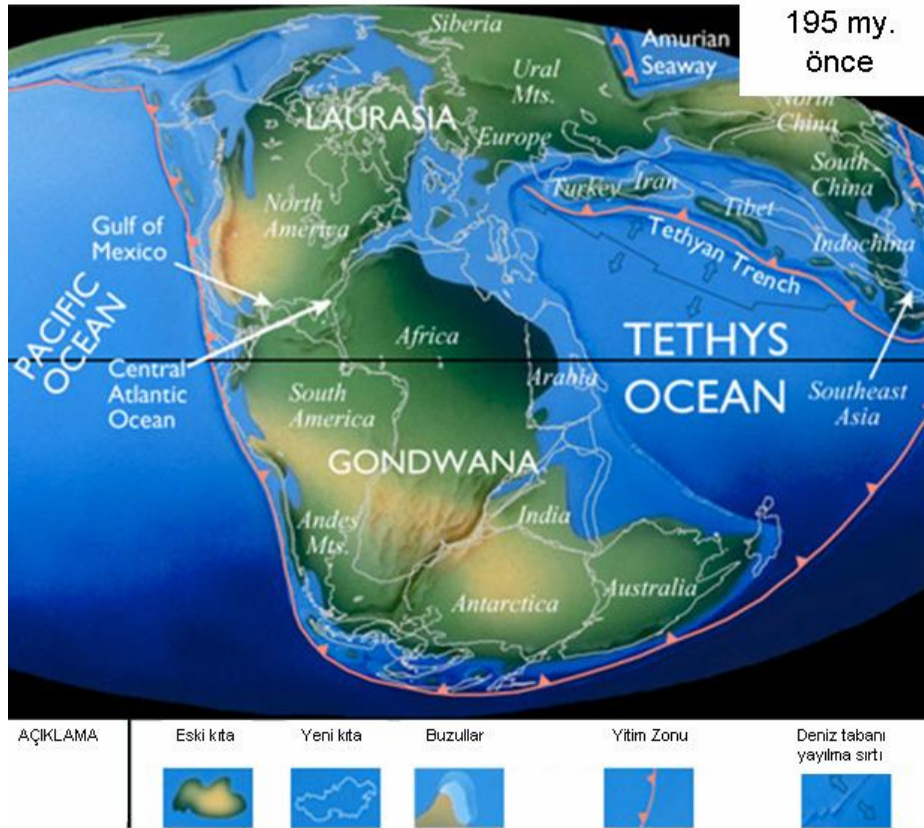 195 my.
önce
Siberia
Amurian
Seaway
Ural
Mts.
North
China
LAURASIA
Europe
South
China
Turkey
Iran
Tibet
Indochina
North
America
Gulf of
Mexico
Tethyan Trench
PACIFIC
OCEAN
Africa
TETHYS
OCEAN
Central
Atlantic
Ocean
Arabia
Southeast
Asia
South
America
GONDWANA
India
Andes
Mts.
Australia
Antarctica
AÇIKLAMA
Eski kıta
Yeni kıta
Buzullar
Yitim Zonu
Deniz tabanı
yayılma sırtı